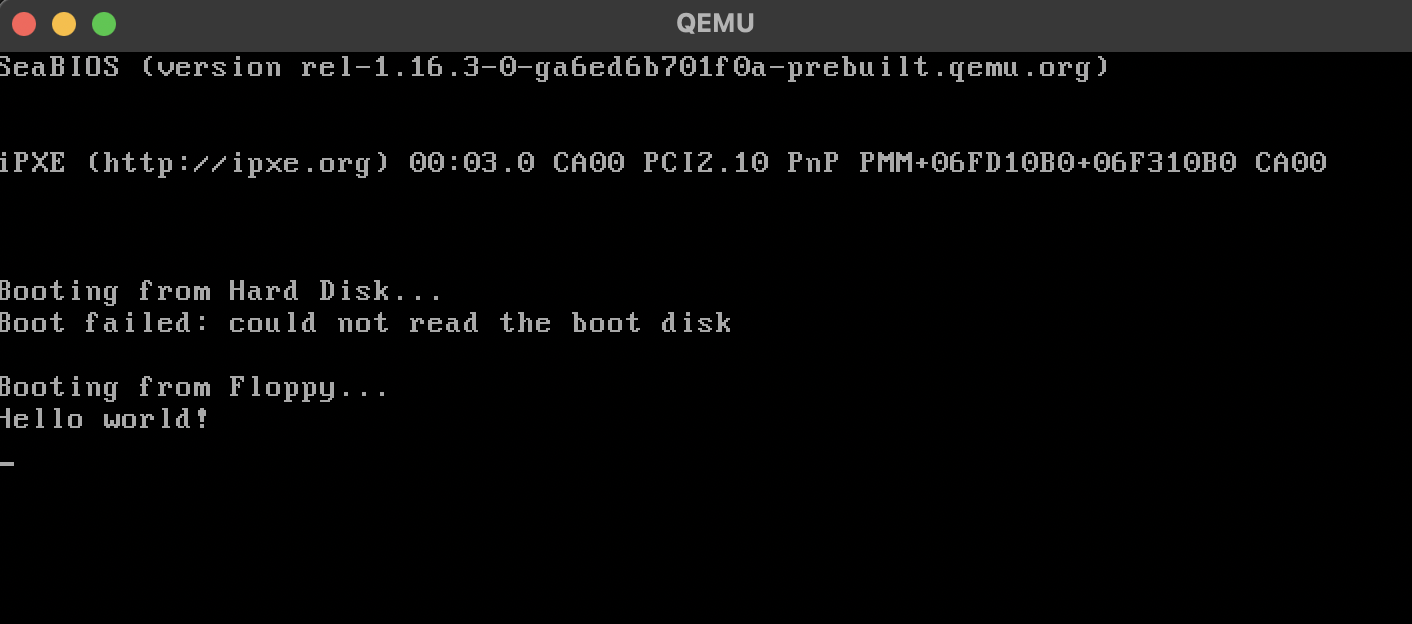 QEMU
SeaBIOS (version rel-1.16.3-0-ga6ed6b701f0a-prebuilt.qemu.org)
iPXE (http://ipxe.org) 00:03.0 CA00 PCI2.10 PnP PMM+06FD10B0+06F310B0 CA00
Booting from Hard Disk...
Boot failed: could not read the boot disk
Booting from Floppy...
Hello world!